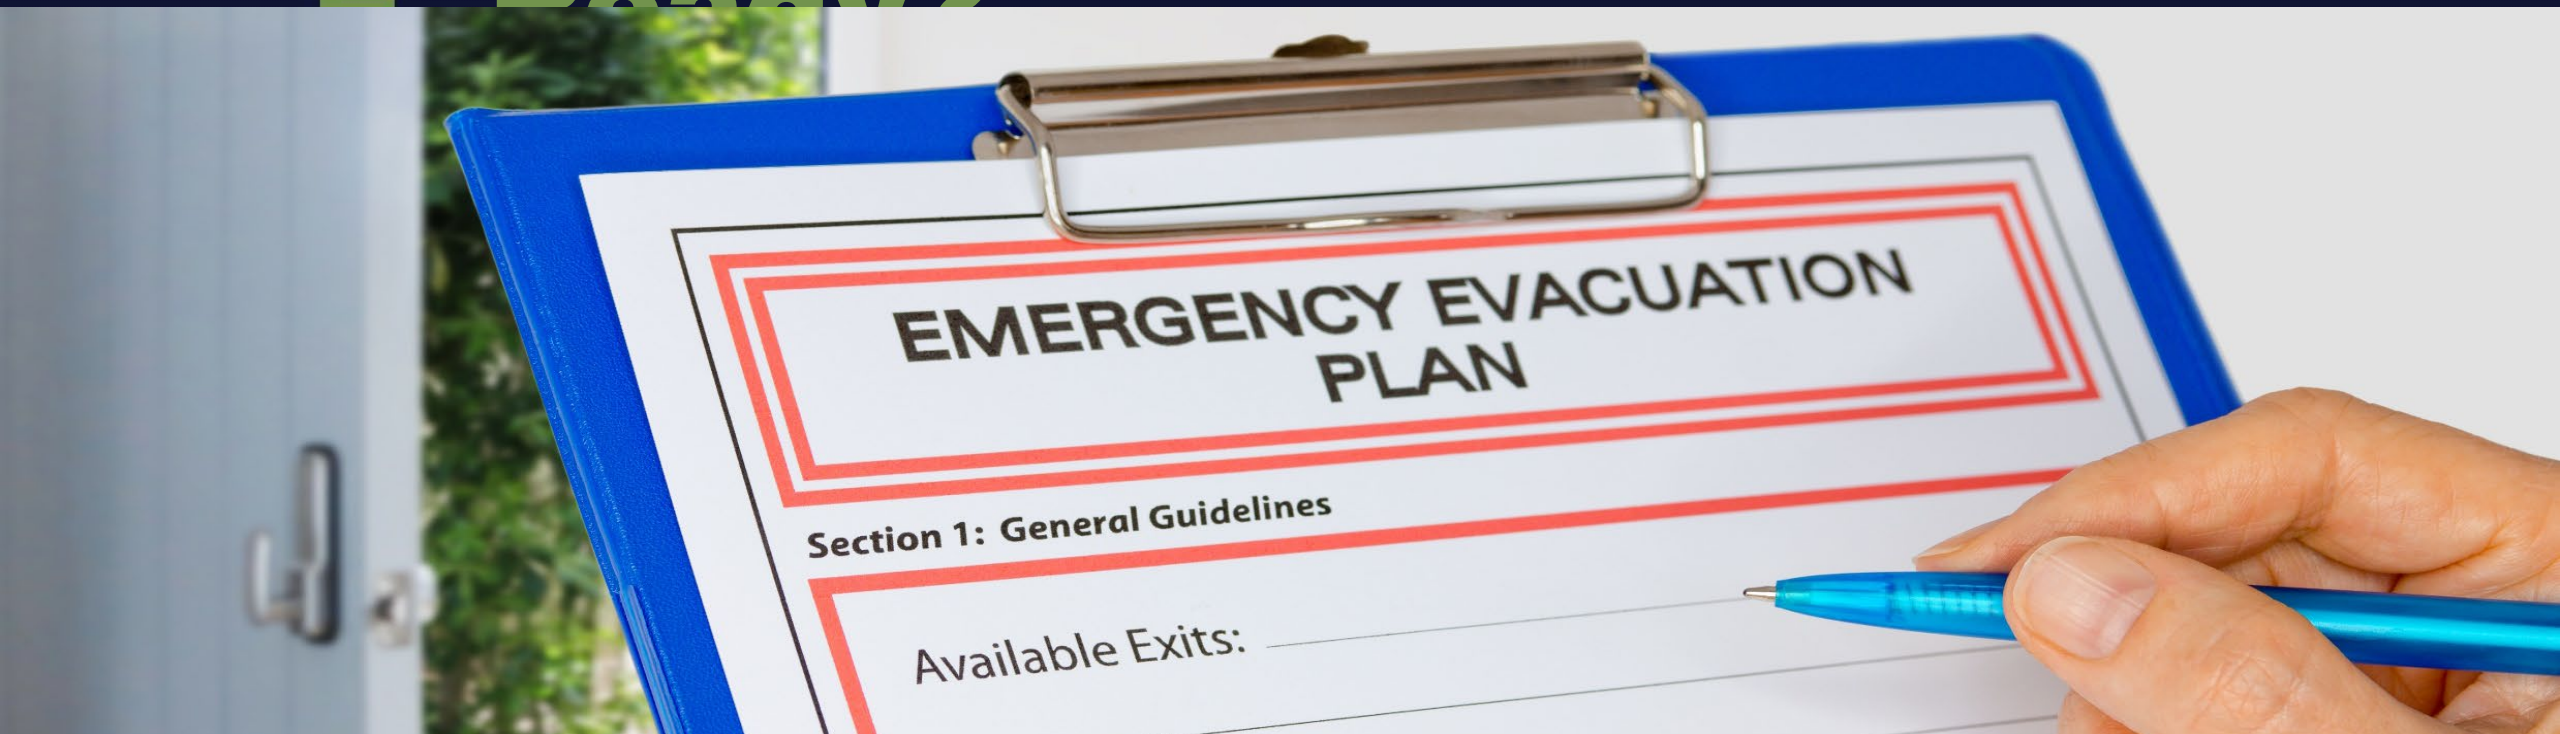 EMERGENCY EVACUATION
PLAN
Section 1: General Guidelines
Available Exits: